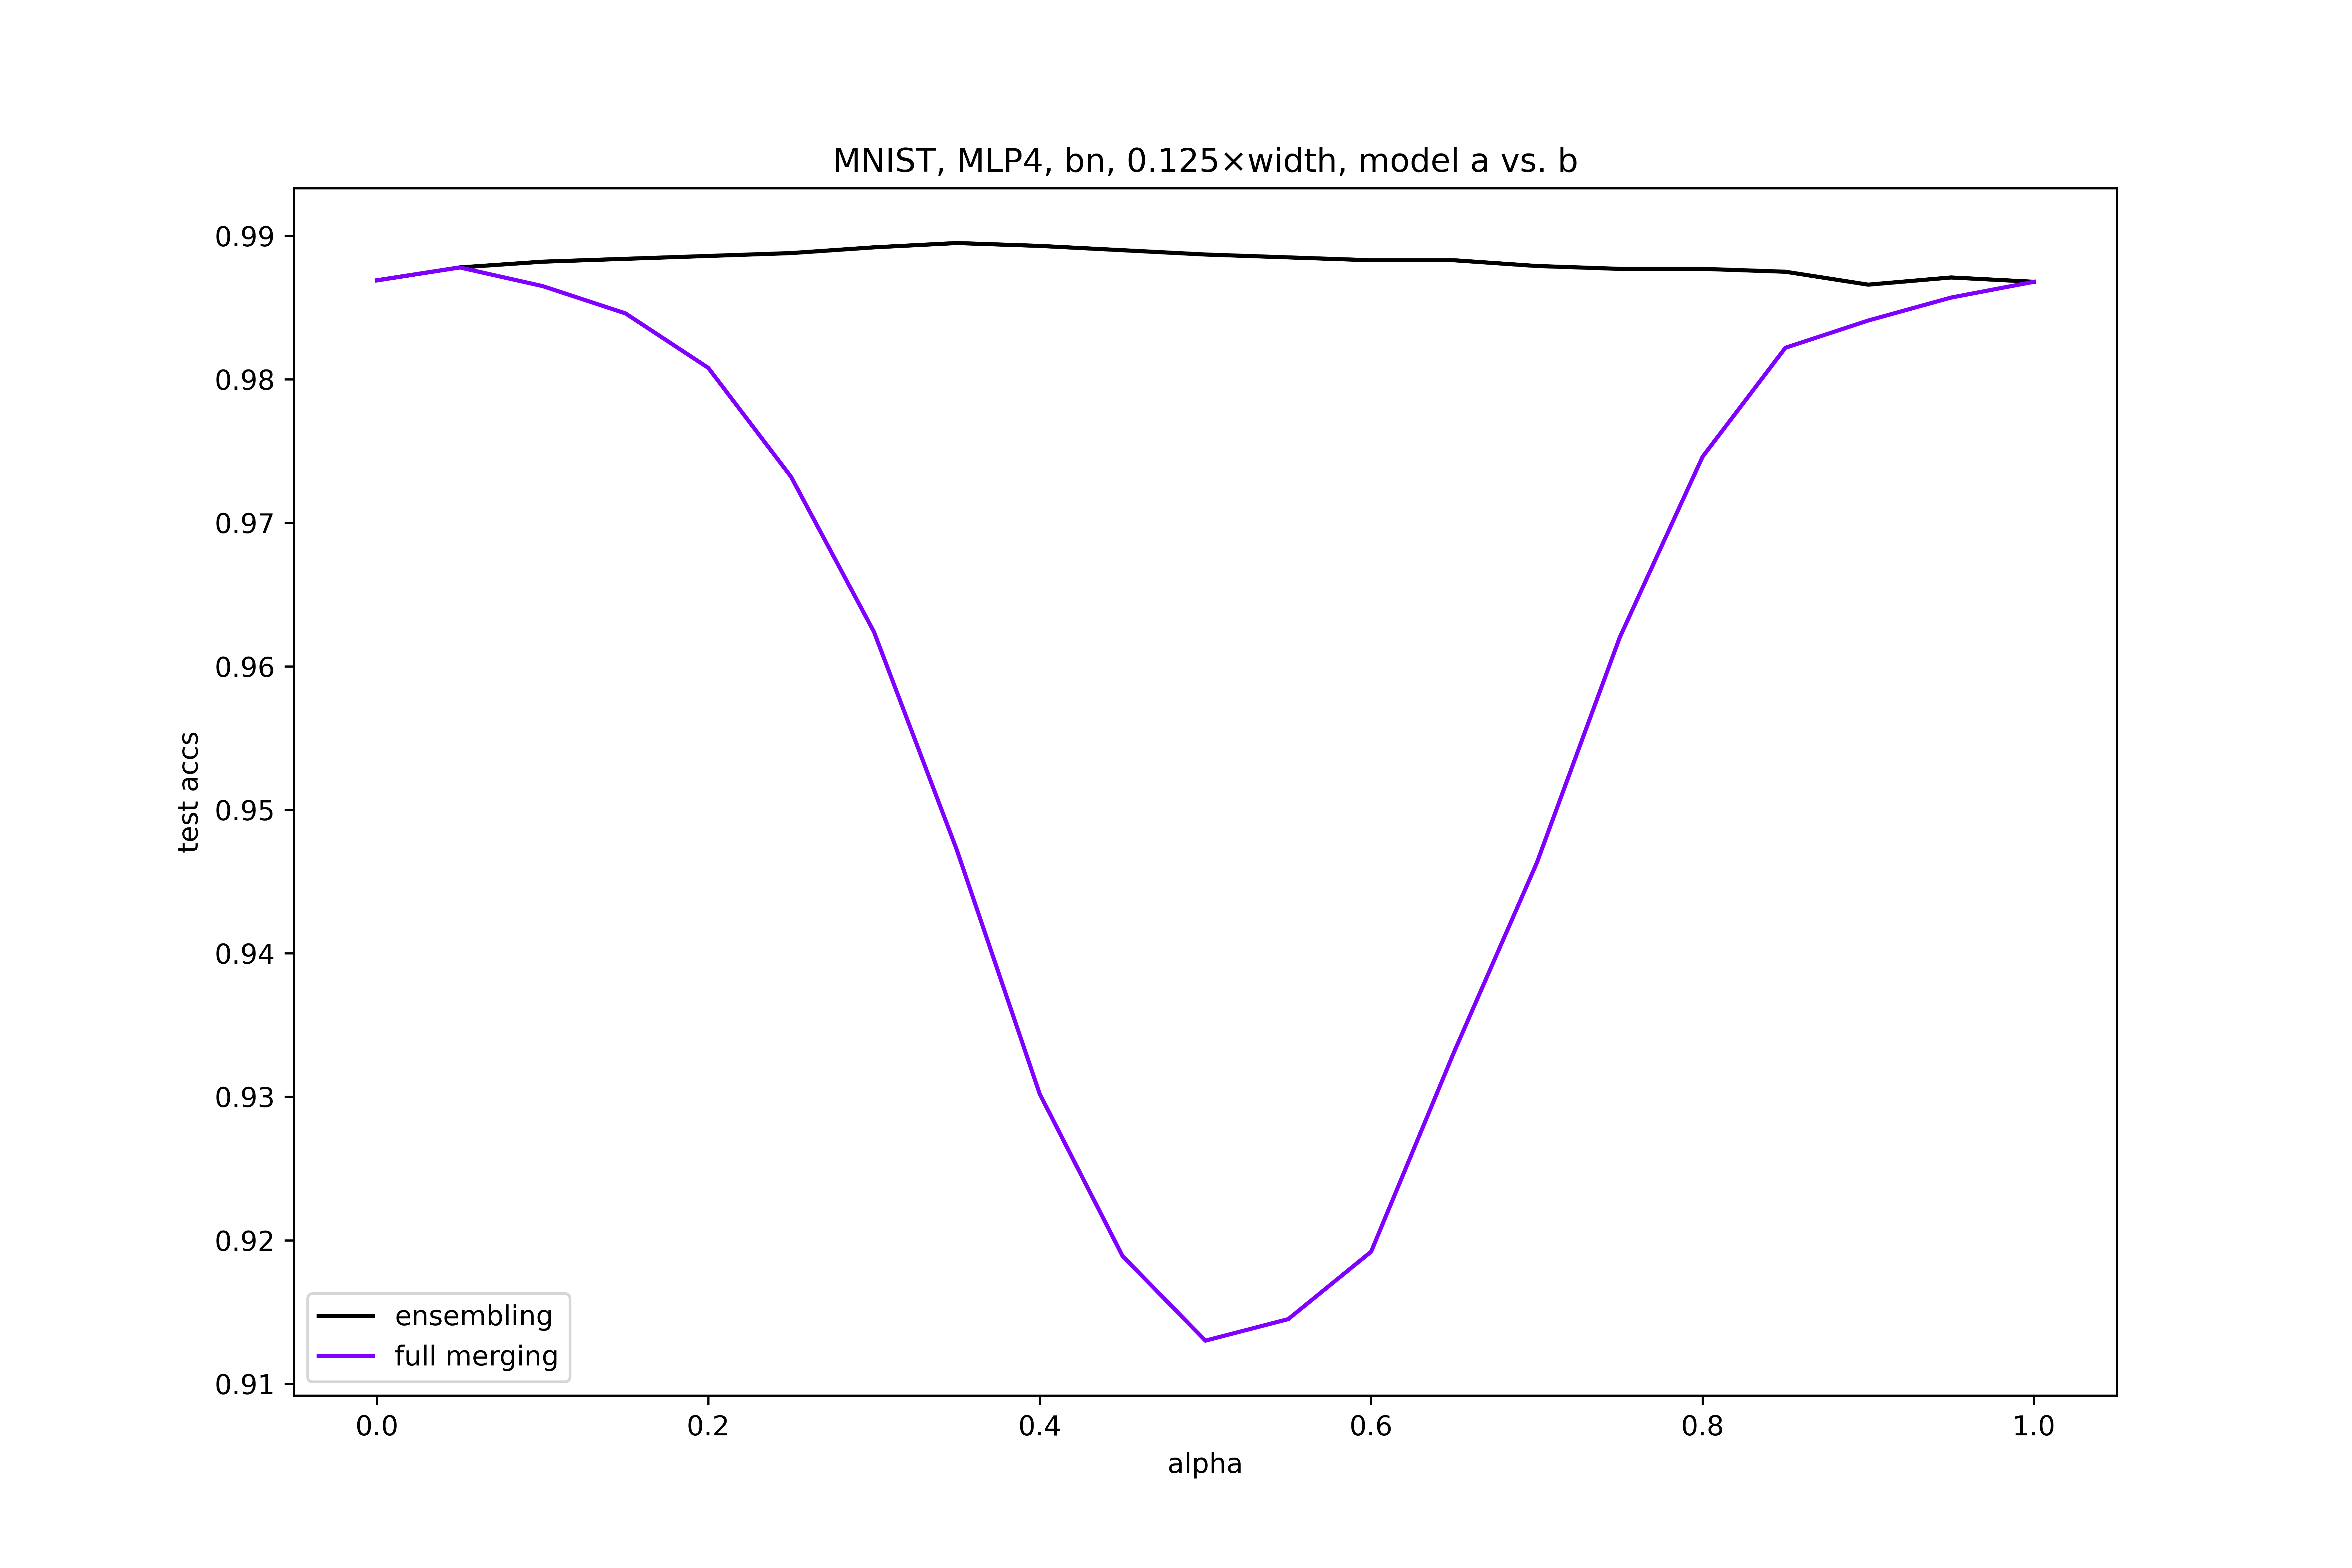 MNIST, MLP4, bn, 0.125×width, model a vs. b
0.99
0.98
0.97
0.96
0.95
0.94
0.93
0.92
0.91
test accs
ensembling
full merging
0.0 0.2 0.4 0.6 0.8 1.0
alpha